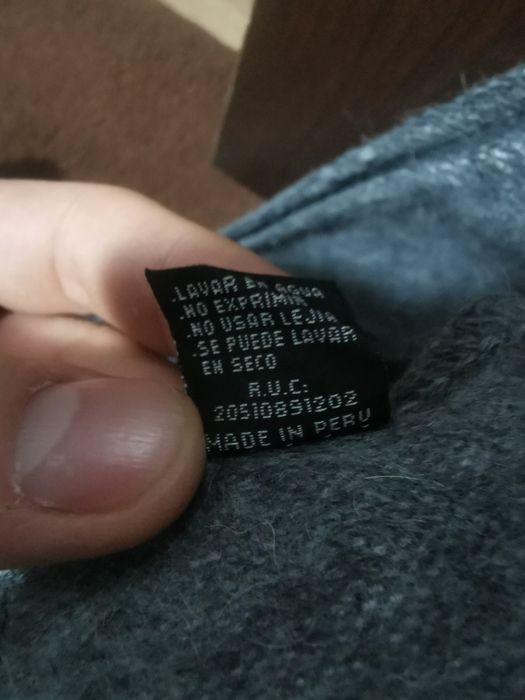 .LAVAR EN AGUA
.NO EXPRIMIR
.NO USAR LEJIA
.SE PUEDE LAVAR
EN SECO
R.U.C:
20510891202
MADE IN PERU